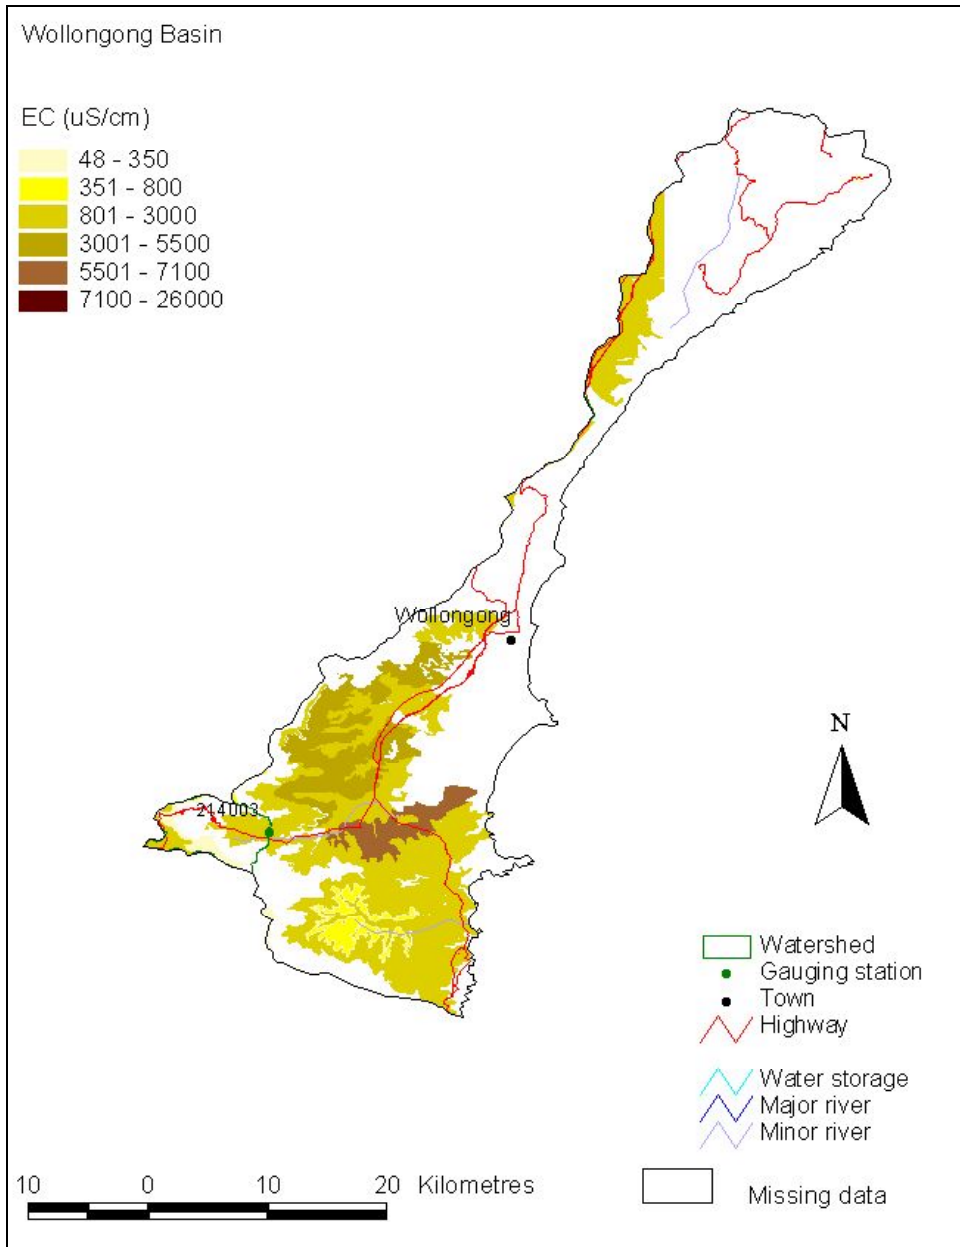 Wollongong Basin
EC (uS/cm)
48 - 350
351 - 800
801 - 3000
3001 - 5500
5501 - 7100
7100 - 26000
Wollongong
214003
N
Watershed
Gauging station
Town
Highway
Water storage
Major river
Minor river
10 0 10 20 Kilometres
Missing data